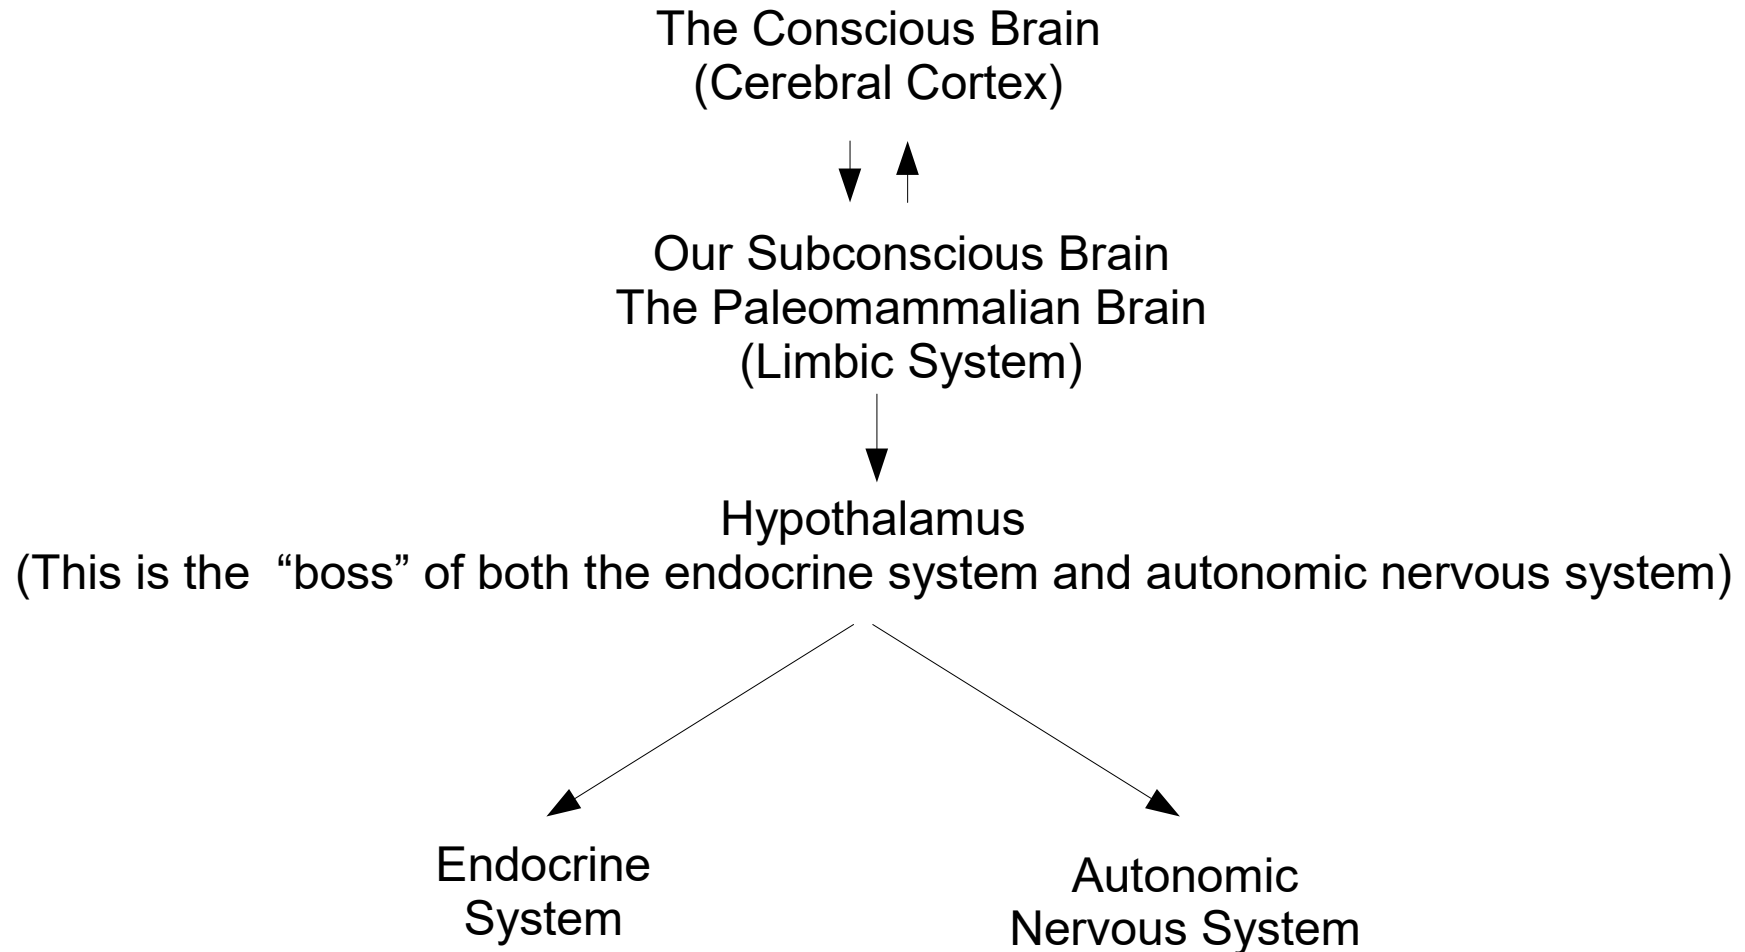 The Conscious Brain
(Cerebral Cortex)
Our Subconscious Brain
The Paleomammalian Brain
(Limbic System)
Hypothalamus
(This is the  “boss” of both the endocrine system and autonomic nervous system)
Endocrine
System
Autonomic
Nervous System